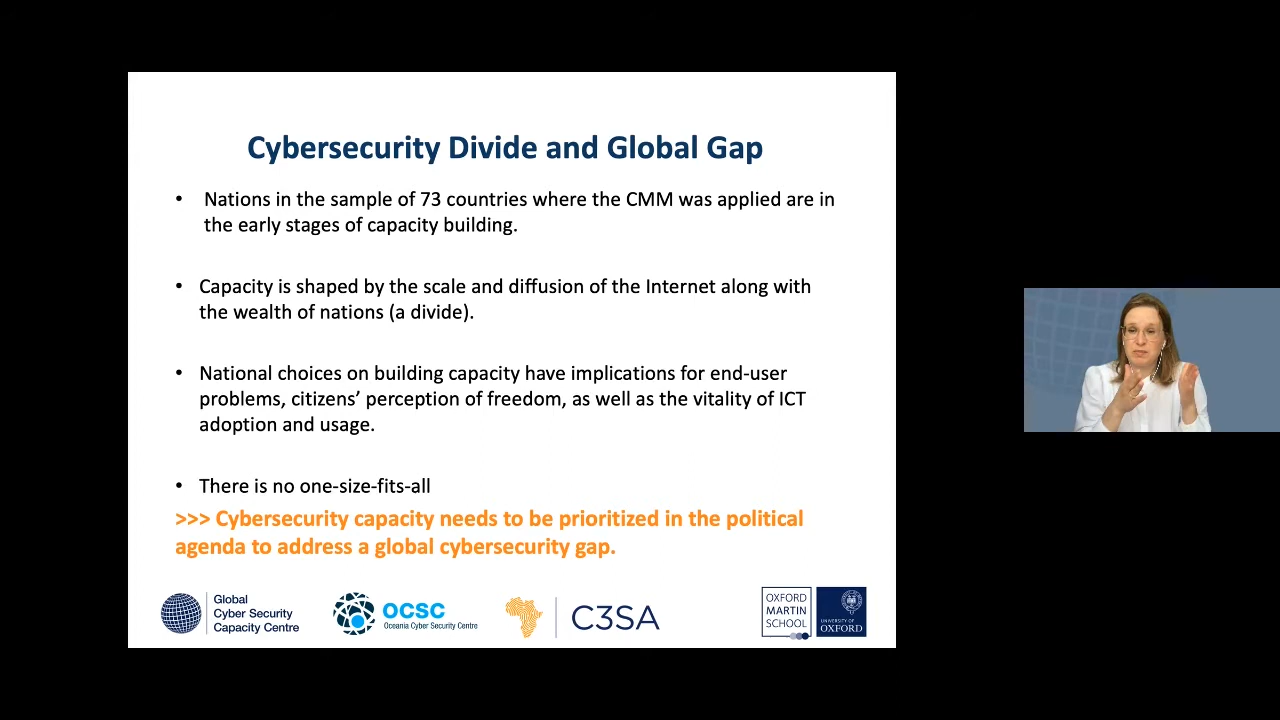 Cybersecurity Divide and Global Gap
• Nations in the sample of 73 countries where the CMM was applied are in
the early stages of capacity building.
• Capacity is shaped by the scale and diffusion of the Internet along with
the wealth of nations (a divide).
• National choices on building capacity have implications for end-user
problems, citizens’ perception of freedom, as well as the vitality of ICT
adoption and usage.
• There is no one-size-fits-all
>>> Cybersecurity capacity needs to be prioritized in the political
agenda to address a global cybersecurity gap.
Global
Cyber Security
Capacity Centre
OCSC
Oceania Cyber Security Centre
C3SA
OXFORD
MARTIN
SCHOOL
UNIVERSITY OF
OXFORD